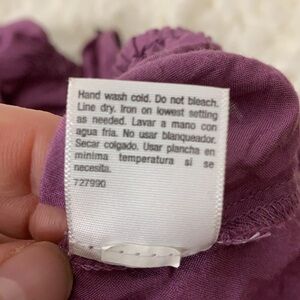 Hand wash cold. Do not bleach.
Line dry. Iron on lowest setting
as needed. Lavar a mano con
agua fria. No usar blanqueador.
Secar colgado. Usar plancha en
minima temperatura si se
necesita.
727990